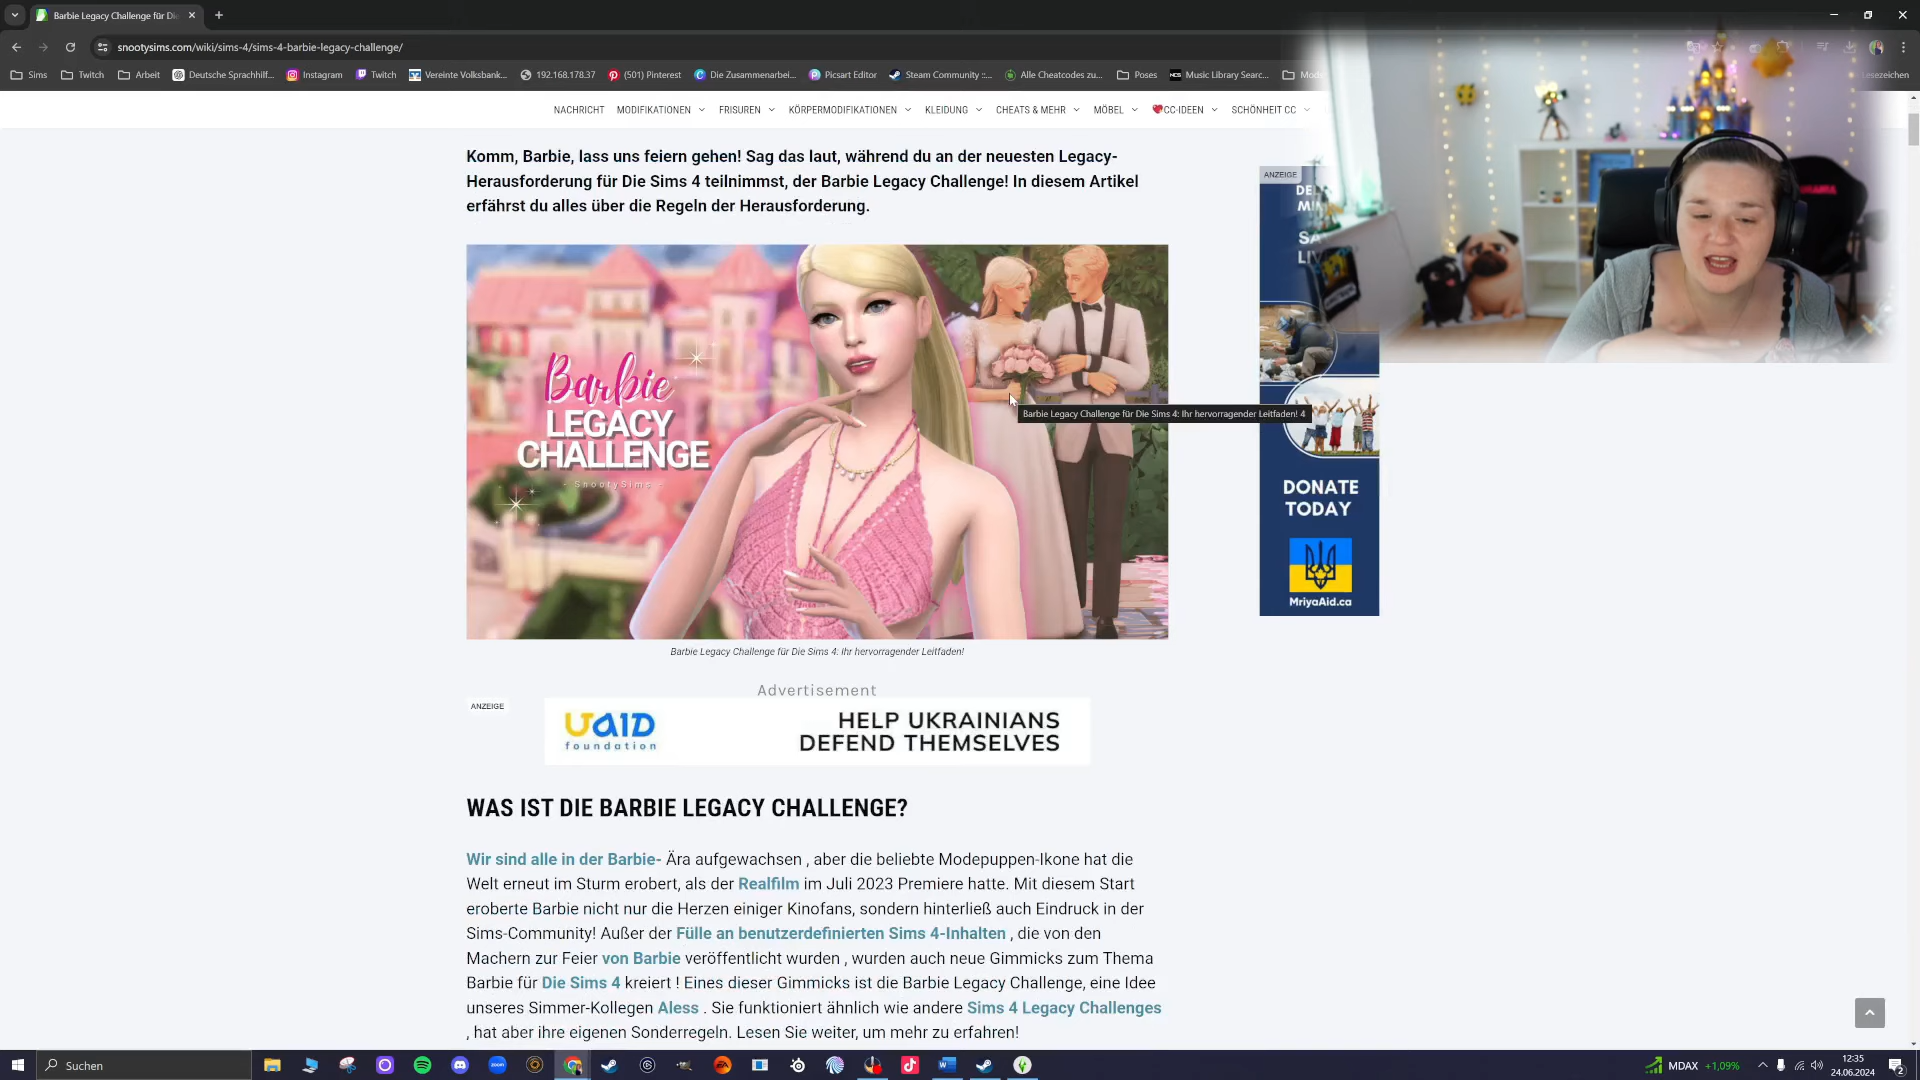 Barbie Legacy Challenge für Die
snootysims.com/wiki/sims-4/sims-4-barbie-legacy-challenge/
Sims
Twitch
Arbeit
Deutsche Sprachhilf...
Instagram
Twitch
Vereinte Volksbank...
192.168.178.37
(501) Pinterest
Die Zusammenarbei...
Picsart Editor
Steam Community ::...
Alle Cheatcodes zu...
Poses
Music Library Searc...
Mods
Lesezeichen
NACHRICHT MODIFIKATIONEN FRISUREN KÖRPERMODIFIKATIONEN KLEIDUNG CHEATS & MEHR MÖBEL CC-IDEEN SCHÖNHEIT CC
Komm, Barbie, lass uns feiern gehen! Sag das laut, während du an der neuesten Legacy-
Herausforderung für Die Sims 4 teilnimmst, der Barbie Legacy Challenge! In diesem Artikel
erfährst du alles über die Regeln der Herausforderung.
ANZEIGE
Barbie
LEGACY
CHALLENGE
- SnootySims -
Barbie Legacy Challenge für Die Sims 4: Ihr hervorragender Leitfaden! 4
DONATE
TODAY
MriyaAid.ca
Barbie Legacy Challenge für Die Sims 4: Ihr hervorragender Leitfaden!
Advertisement
ANZEIGE
UAID
foundation
HELP UKRAINIANS
DEFEND THEMSELVES
WAS IST DIE BARBIE LEGACY CHALLENGE?
Wir sind alle in der Barbie- Ära aufgewachsen , aber die beliebte Modepuppen-Ikone hat die
Welt erneut im Sturm erobert, als der Realfilm im Juli 2023 Premiere hatte. Mit diesem Start
eroberte Barbie nicht nur die Herzen einiger Kinofans, sondern hinterließ auch Eindruck in der
Sims-Community! Außer der Fülle an benutzerdefinierten Sims 4-Inhalten , die von den
Machern zur Feier von Barbie veröffentlicht wurden , wurden auch neue Gimmicks zum Thema
Barbie für Die Sims 4 kreiert ! Eines dieser Gimmicks ist die Barbie Legacy Challenge, eine Idee
unseres Simmer-Kollegen Aless . Sie funktioniert ähnlich wie andere Sims 4 Legacy Challenges
, hat aber ihre eigenen Sonderregeln. Lesen Sie weiter, um mehr zu erfahren!
Suchen
zoom
EA
MDAX +1,09%
12:35
24.06.2024
2